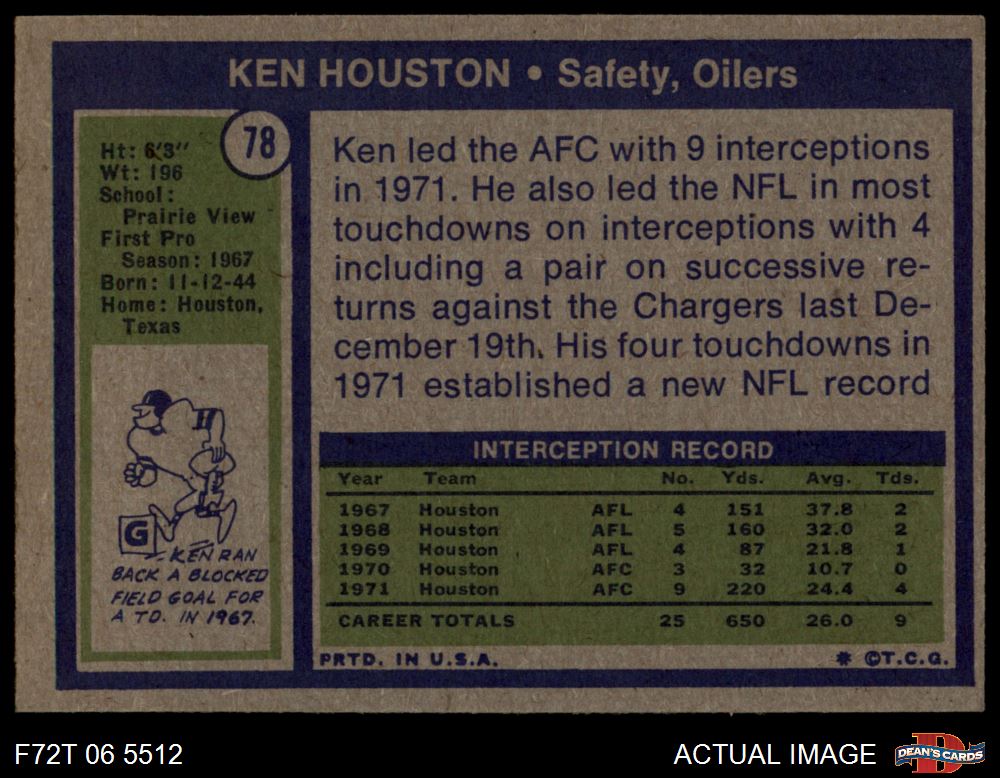 KEN HOUSTON • Safety, Oilers
78
Ht: 6'3"
Wt: 196
School:
Prairie View
First Pro
Season: 1967
Born: 11-12-44
Home: Houston,
Texas
G
KEN RAN
BACK A BLOCKED
FIELD GOAL FOR
A TD. IN 1967.
Ken led the AFC with 9 interceptions
in 1971. He also led the NFL in most
touchdowns on interceptions with 4
including a pair on successive re-
turns against the Chargers last De-
cember 19th. His four touchdowns in
1971 established a new NFL record
INTERCEPTION RECORD
Year Team No. Yds. Avg. Tds.
1967 Houston AFL 4 151 37.8 2
1968 Houston AFL 5 160 32.0 2
1969 Houston AFL 4 87 21.8 1
1970 Houston AFC 3 32 10.7 0
1971 Houston AFC 9 220 24.4 4
CAREER TOTALS 25 650 26.0 9
PRTD. IN U.S.A. * ©T.C.G.
F72T 06 5512 ACTUAL IMAGE
D
DEAN'S CARDS